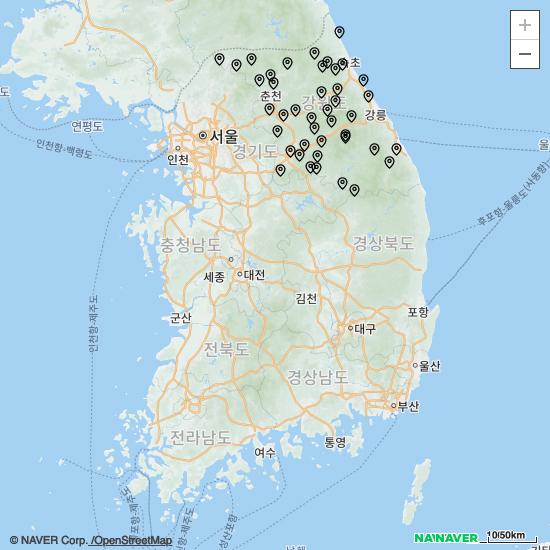 +
−
초
춘천
강원도
강릉
연평도
인천항-백령도
서울
인천
경기도
울
후포항-울릉도(사동항)
충청남도
경상북도
세종
대전
인천항-제주도
김천
군산
포항
전북도
대구
경상남도
울산
부산
전라남도
여수
통영
© NAVER Corp. /OpenStreetMap
NAVER
10/50km